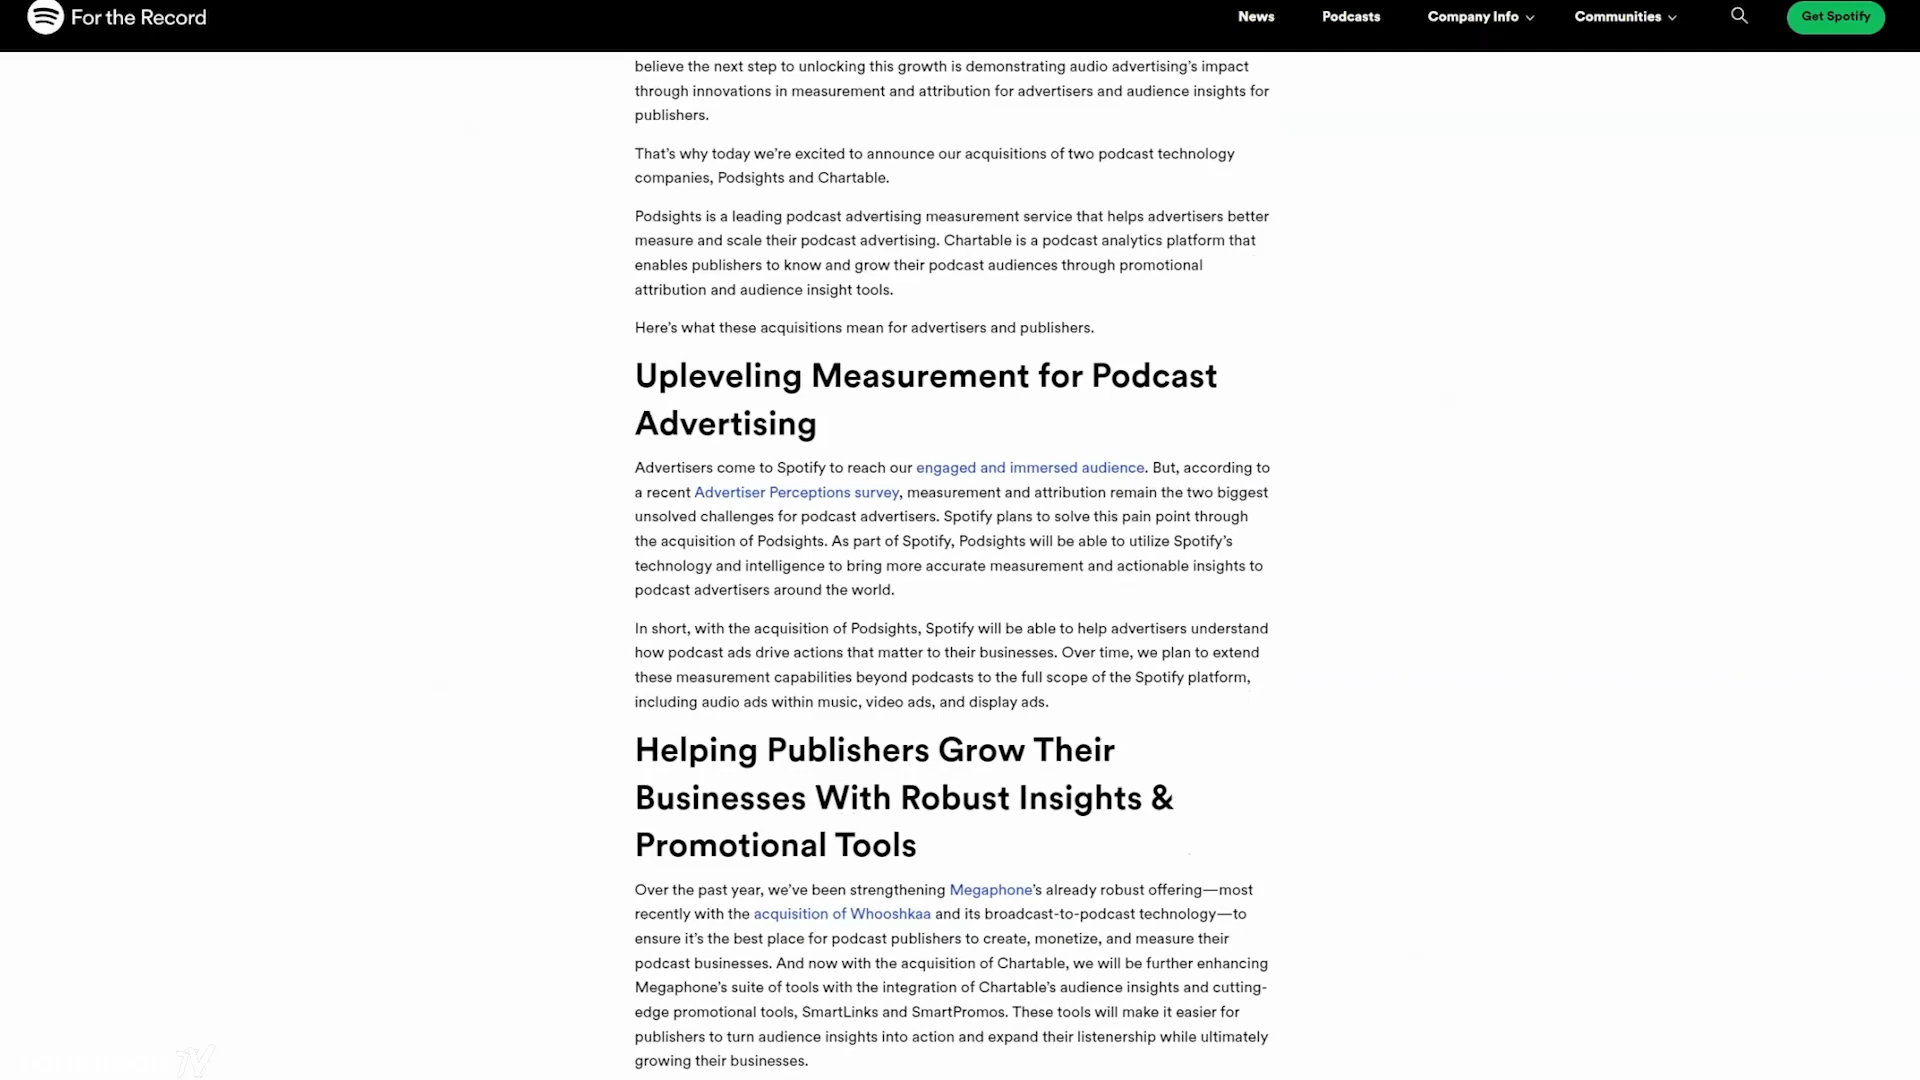 For the Record
News Podcasts Company Info Communities Get Spotify
believe the next step to unlocking this growth is demonstrating audio advertising’s impact
through innovations in measurement and attribution for advertisers and audience insights for
publishers.
That’s why today we’re excited to announce our acquisitions of two podcast technology
companies, Podsights and Chartable.
Podsights is a leading podcast advertising measurement service that helps advertisers better
measure and scale their podcast advertising. Chartable is a podcast analytics platform that
enables publishers to know and grow their podcast audiences through promotional
attribution and audience insight tools.
Here’s what these acquisitions mean for advertisers and publishers.
Upleveling Measurement for Podcast
Advertising
Advertisers come to Spotify to reach our engaged and immersed audience. But, according to
a recent Advertiser Perceptions survey, measurement and attribution remain the two biggest
unsolved challenges for podcast advertisers. Spotify plans to solve this pain point through
the acquisition of Podsights. As part of Spotify, Podsights will be able to utilize Spotify’s
technology and intelligence to bring more accurate measurement and actionable insights to
podcast advertisers around the world.
In short, with the acquisition of Podsights, Spotify will be able to help advertisers understand
how podcast ads drive actions that matter to their businesses. Over time, we plan to extend
these measurement capabilities beyond podcasts to the full scope of the Spotify platform,
including audio ads within music, video ads, and display ads.
Helping Publishers Grow Their
Businesses With Robust Insights &
Promotional Tools
Over the past year, we’ve been strengthening Megaphone’s already robust offering—most
recently with the acquisition of Whooshkaa and its broadcast-to-podcast technology—to
ensure it’s the best place for podcast publishers to create, monetize, and measure their
podcast businesses. And now with the acquisition of Chartable, we will be further enhancing
Megaphone’s suite of tools with the integration of Chartable’s audience insights and cutting-
edge promotional tools, SmartLinks and SmartPromos. These tools will make it easier for
publishers to turn audience insights into action and expand their listenership while ultimately
growing their businesses.